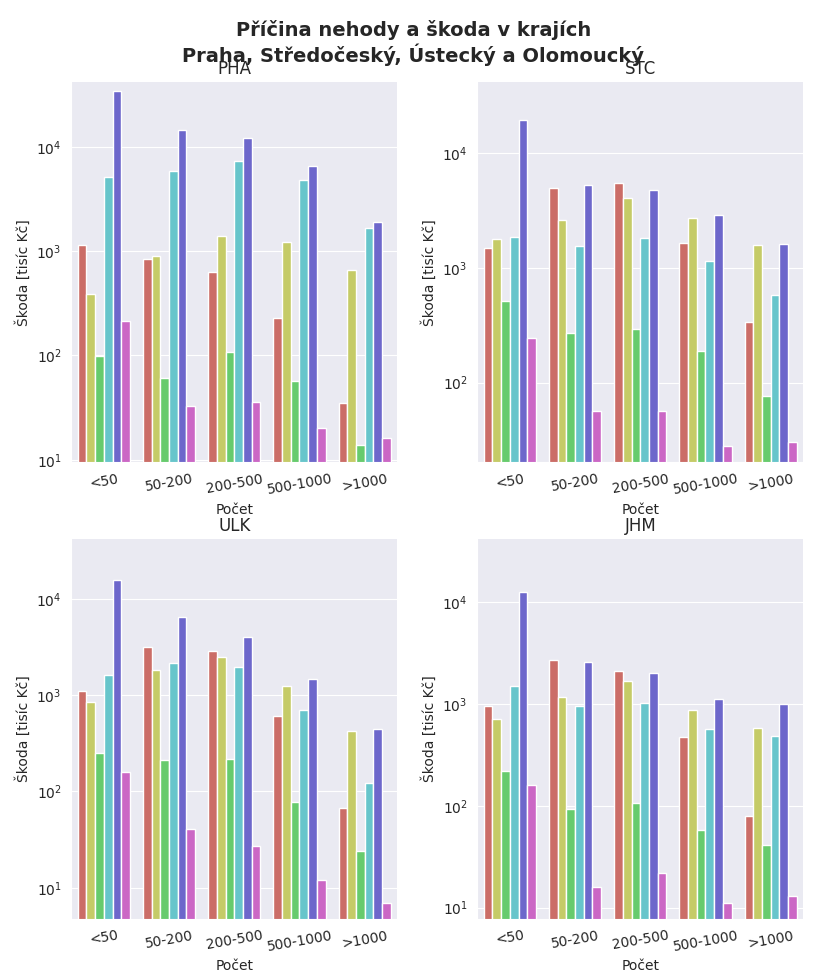 Příčina nehody a škoda v krajích
Praha, Středočeský, Ústecký a Olomoucký
PHA
Škoda [tisíc Kč]
10^4
10^3
10^2
10^1
<50 50-200 200-500 500-1000 >1000
Počet
STC
Škoda [tisíc Kč]
10^4
10^3
10^2
<50 50-200 200-500 500-1000 >1000
Počet
ULK
Škoda [tisíc Kč]
10^4
10^3
10^2
10^1
<50 50-200 200-500 500-1000 >1000
Počet
JHM
Škoda [tisíc Kč]
10^4
10^3
10^2
10^1
<50 50-200 200-500 500-1000 >1000
Počet